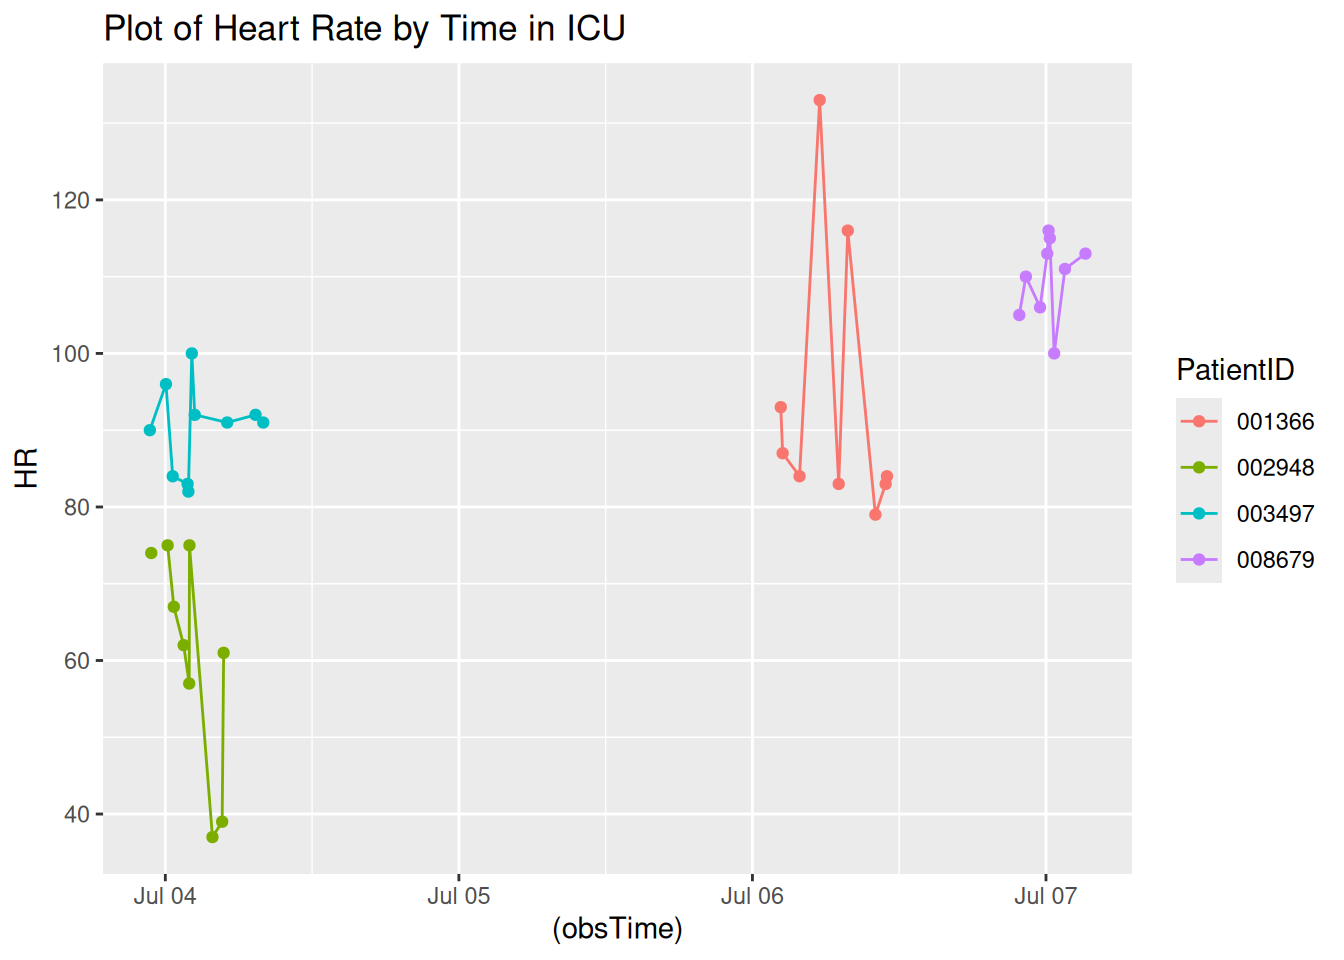 Plot of Heart Rate by Time in ICU
HR
120
100
80
60
40
Jul 04 Jul 05 Jul 06 Jul 07
(obsTime)
PatientID
001366
002948
003497
008679